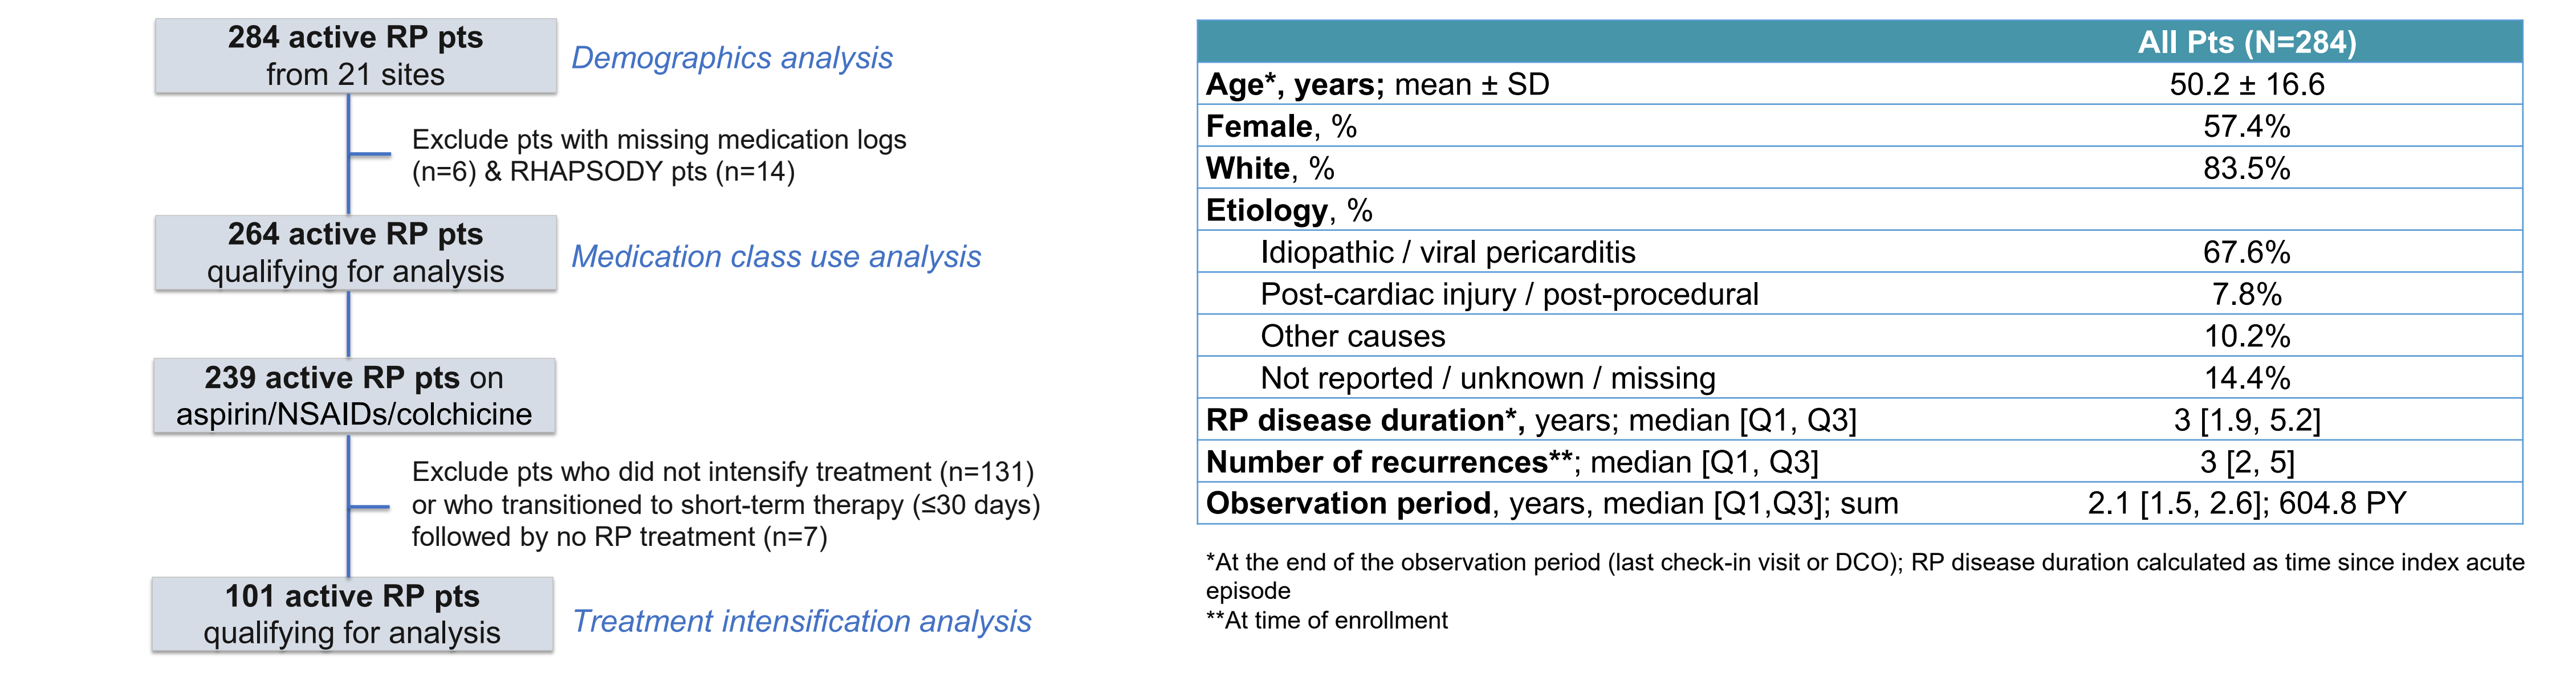 284 active RP pts
from 21 sites
Demographics analysis
Exclude pts with missing medication logs
(n=6) & RHAPSODY pts (n=14)
264 active RP pts
qualifying for analysis
Medication class use analysis
239 active RP pts on
aspirin/NSAIDs/colchicine
Exclude pts who did not intensify treatment (n=131)
or who transitioned to short-term therapy (≤30 days)
followed by no RP treatment (n=7)
101 active RP pts
qualifying for analysis
Treatment intensification analysis
All Pts (N=284)
Age*, years; mean ± SD 50.2 ± 16.6
Female, % 57.4%
White, % 83.5%
Etiology, %
Idiopathic / viral pericarditis 67.6%
Post-cardiac injury / post-procedural 7.8%
Other causes 10.2%
Not reported / unknown / missing 14.4%
RP disease duration*, years; median [Q1, Q3] 3 [1.9, 5.2]
Number of recurrences**; median [Q1, Q3] 3 [2, 5]
Observation period, years, median [Q1,Q3]; sum 2.1 [1.5, 2.6]; 604.8 PY
*At the end of the observation period (last check-in visit or DCO); RP disease duration calculated as time since index acute
episode
**At time of enrollment